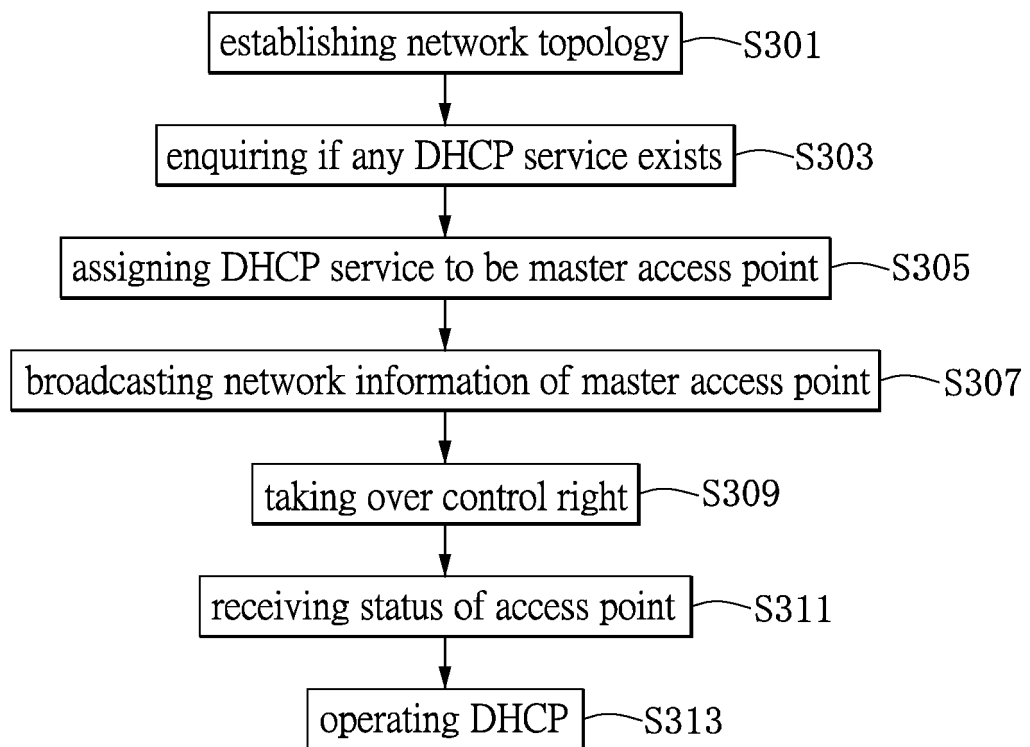 establishing network topology S301
enquiring if any DHCP service exists S303
assigning DHCP service to be master access point S305
broadcasting network information of master access point S307
taking over control right S309
receiving status of access point S311
operating DHCP S313